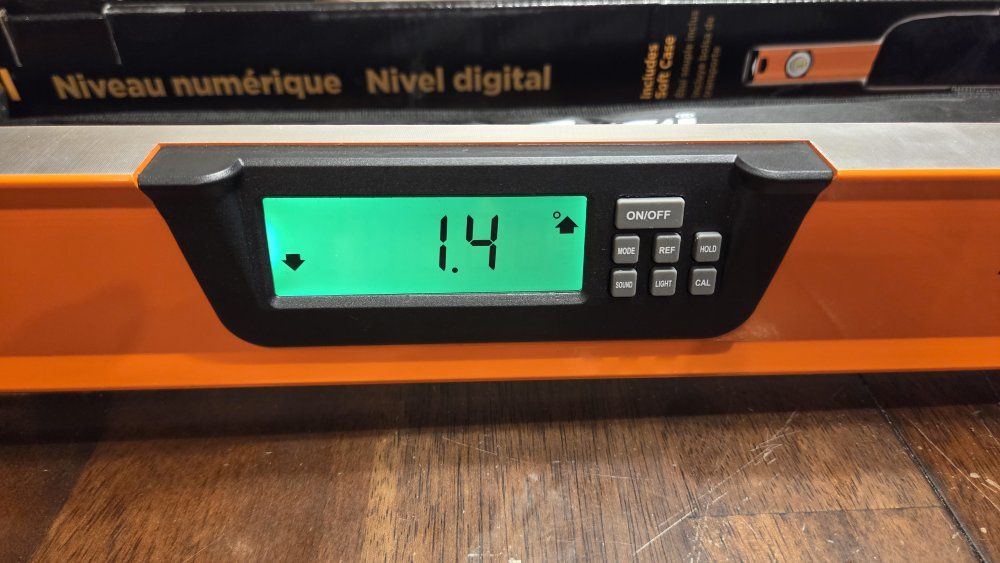 Niveau numérique Nivel digital
Includes
Soft Case
1.4°
ON/OFF
MODE REF HOLD
SOUND LIGHT CAL